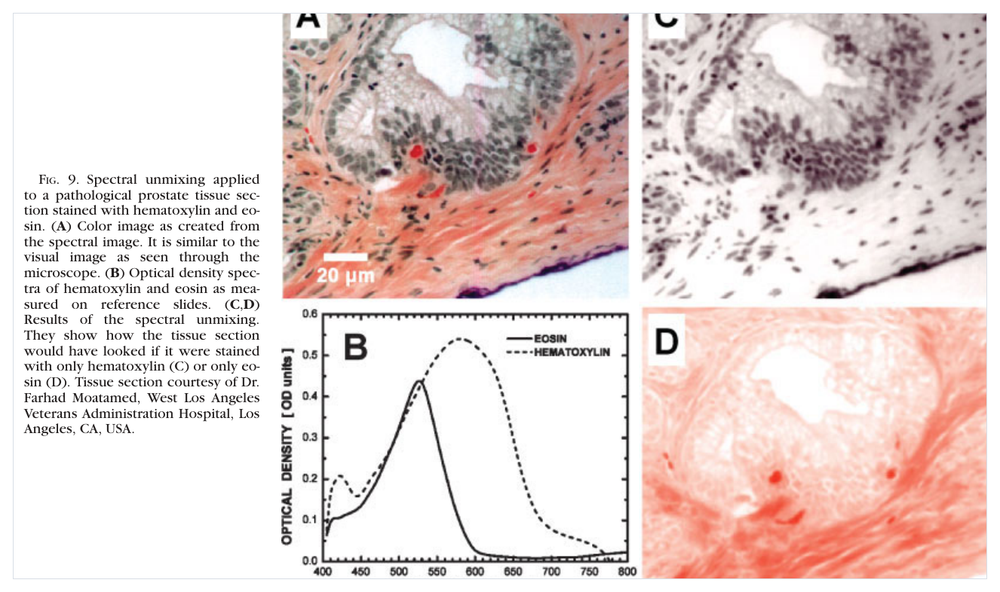 FIG. 9. Spectral unmixing applied
to a pathological prostate tissue sec-
tion stained with hematoxylin and eo-
sin. (A) Color image as created from
the spectral image. It is similar to the
visual image as seen through the
microscope. (B) Optical density spec-
tra of hematoxylin and eosin as mea-
sured on reference slides. (C,D)
Results of the spectral unmixing.
They show how the tissue section
would have looked if it were stained
with only hematoxylin (C) or only eo-
sin (D). Tissue section courtesy of Dr.
Farhad Moatamed, West Los Angeles
Veterans Administration Hospital, Los
Angeles, CA, USA.
A
20 µm
C
B
EOSIN
HEMATOXYLIN
OPTICAL DENSITY [ OD units ]
0.6
0.5
0.4
0.3
0.2
0.1
0.0
400 450 500 550 600 650 700 750 800
D